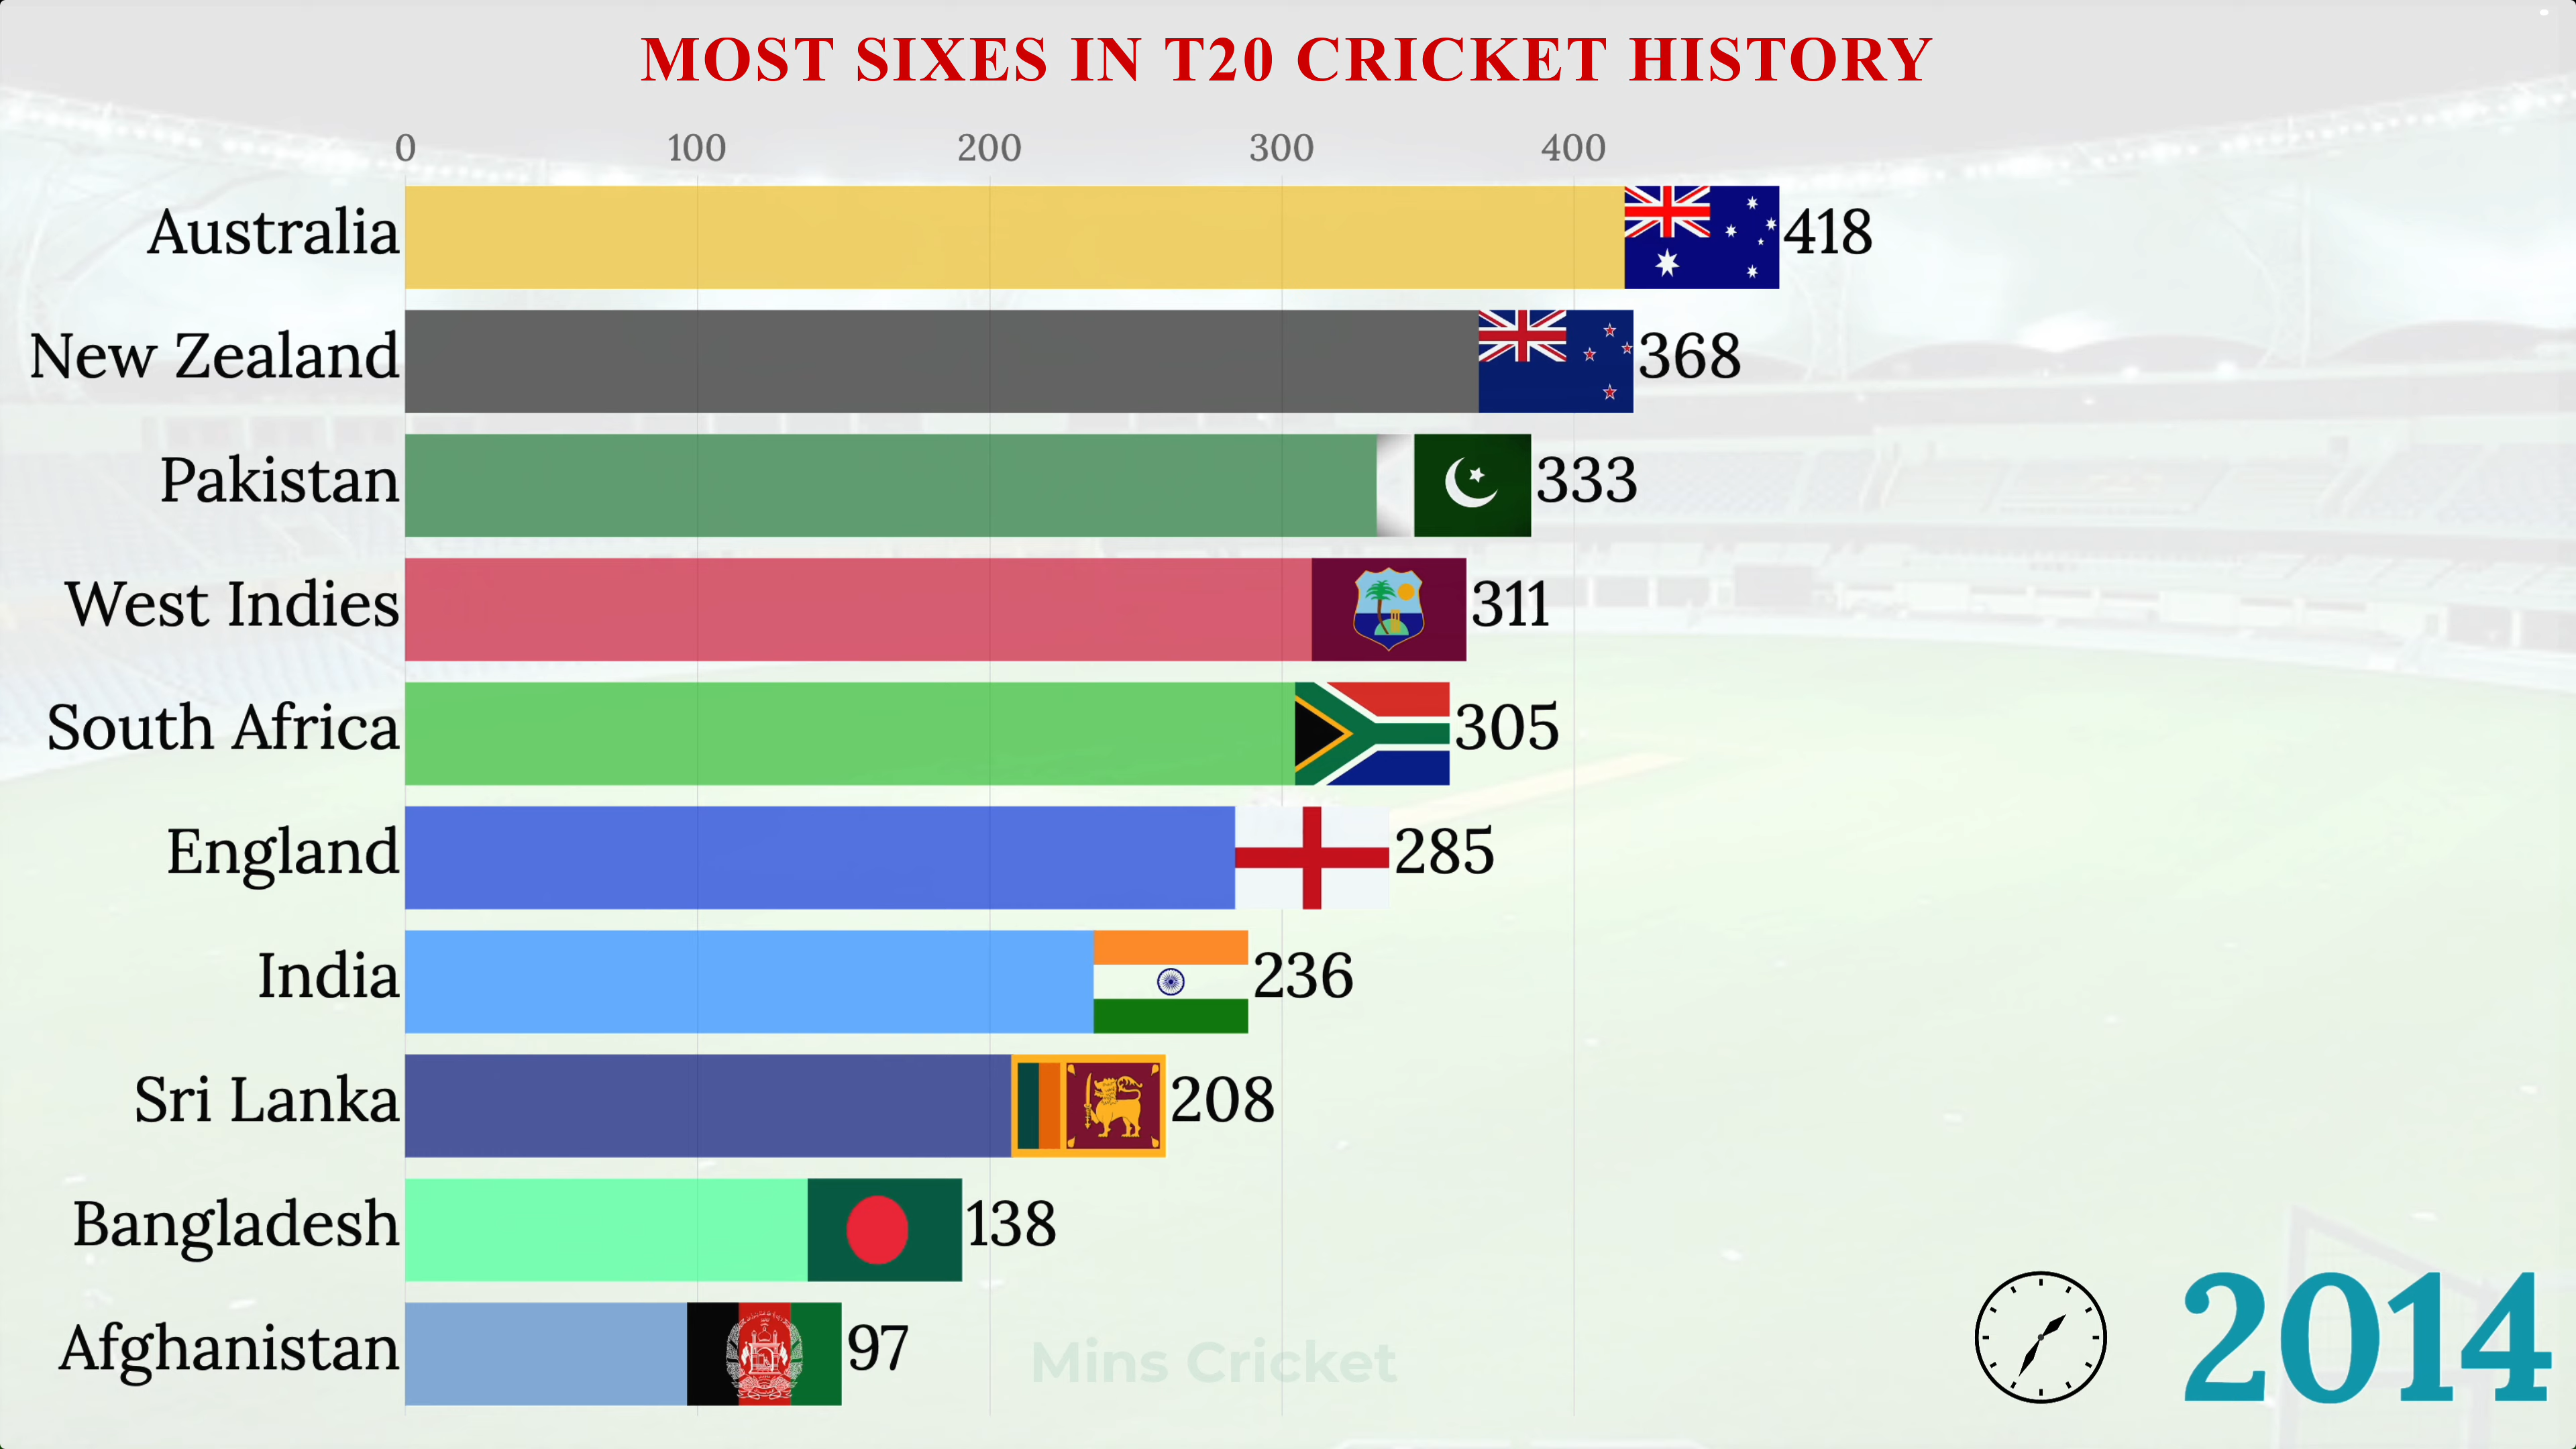 MOST SIXES IN T20 CRICKET HISTORY
0 100 200 300 400
Australia 418
New Zealand 368
Pakistan 333
West Indies 311
South Africa 305
England 285
India 236
Sri Lanka 208
Bangladesh 138
Afghanistan 97
Mins Cricket
2014